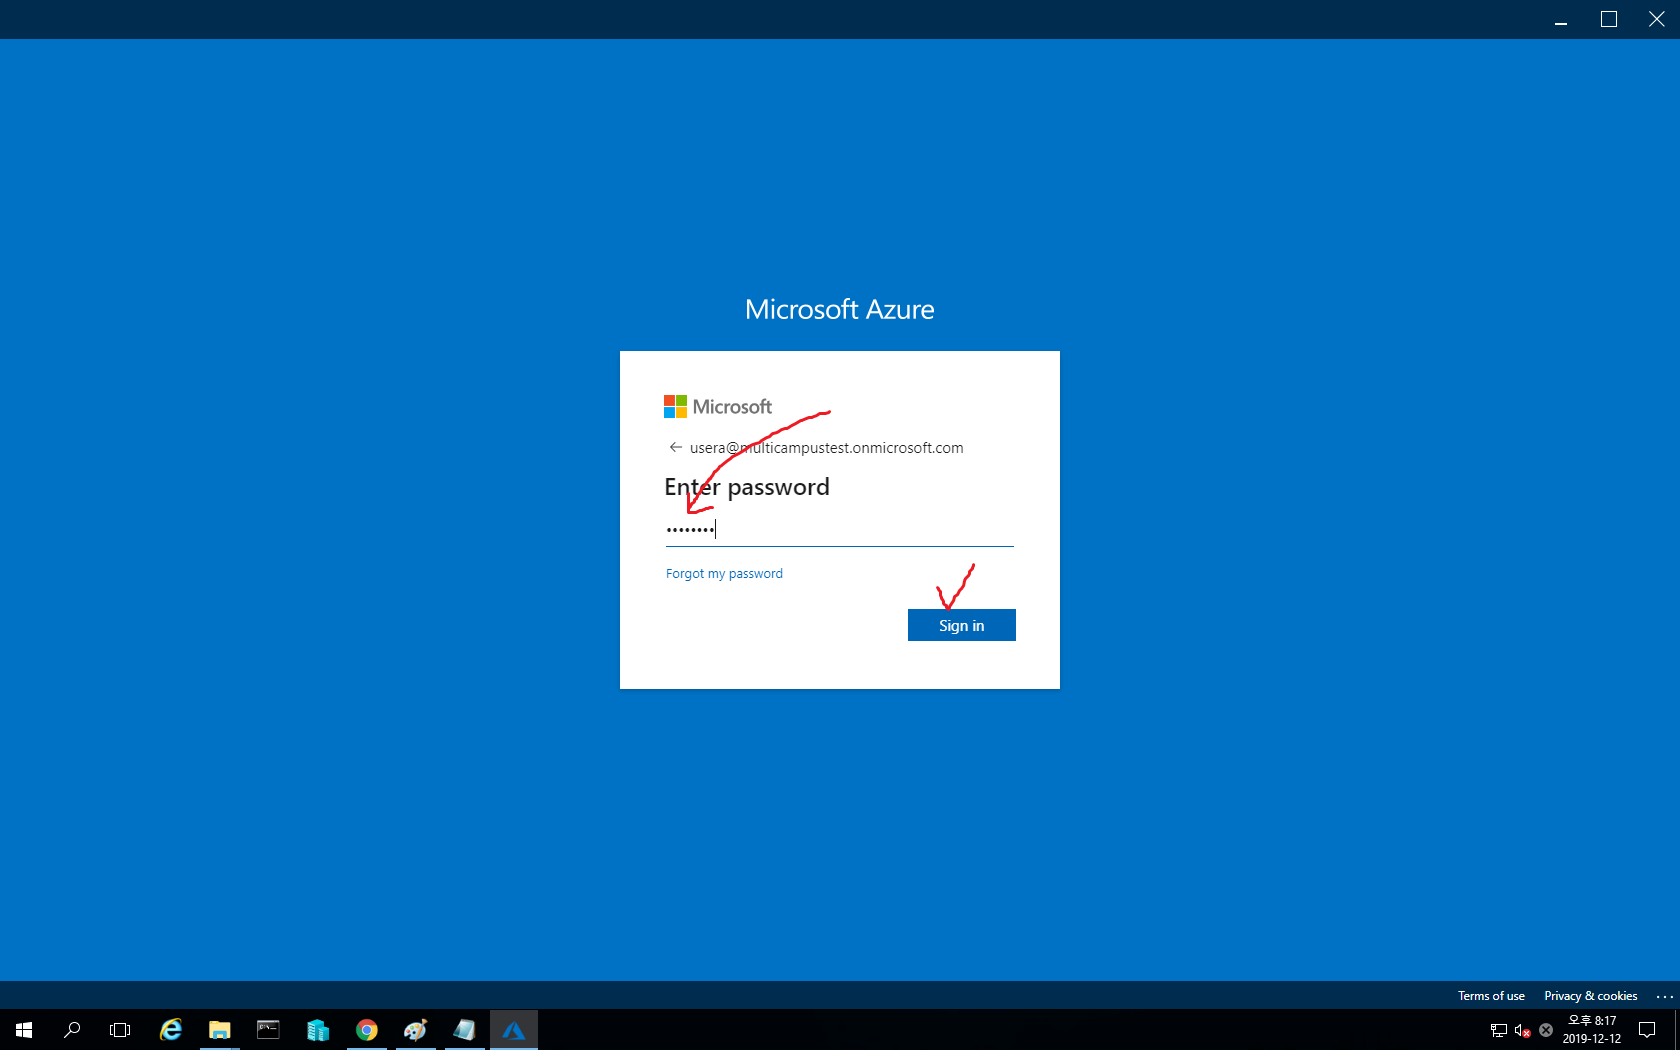 Microsoft Azure
Microsoft
usera@multicampustest.onmicrosoft.com
Enter password
••••••••
Forgot my password
Sign in
Terms of use
Privacy & cookies
오후 8:17
2019-12-12